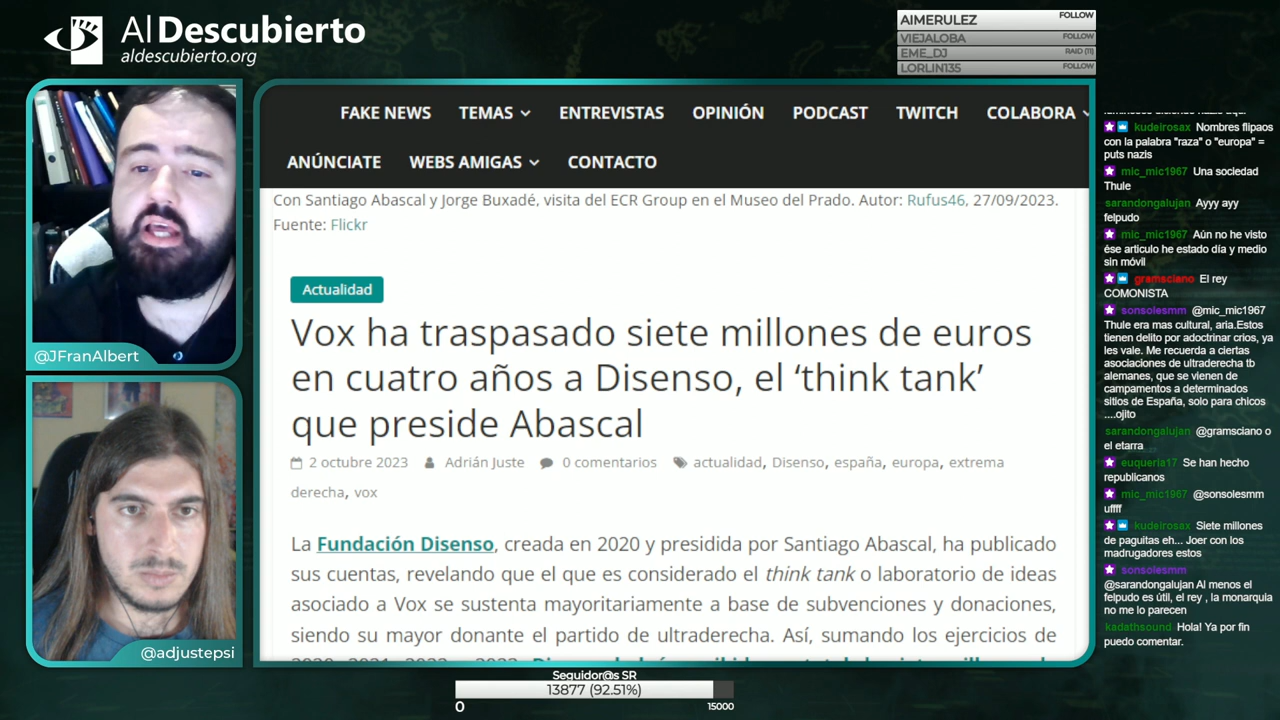 Al Descubierto
aldescubierto.org
AIMERULEZ FOLLOW
VIEJALOBA FOLLOW
EME_DJ RAID (11)
LORLIN135 FOLLOW
FAKE NEWS TEMAS ENTREVISTAS OPINIÓN PODCAST TWITCH COLABORA
ANÚNCIATE WEBS AMIGAS CONTACTO
Con Santiago Abascal y Jorge Buxadé, visita del ECR Group en el Museo del Prado. Autor: Rufus46, 27/09/2023.
Fuente: Flickr
Actualidad
Vox ha traspasado siete millones de euros
en cuatro años a Disenso, el ‘think tank’
que preside Abascal
2 octubre 2023 Adrián Juste 0 comentarios actualidad, Disenso, españa, europa, extrema
derecha, vox
La Fundación Disenso, creada en 2020 y presidida por Santiago Abascal, ha publicado
sus cuentas, revelando que el que es considerado el think tank o laboratorio de ideas
asociado a Vox se sustenta mayoritariamente a base de subvenciones y donaciones,
siendo su mayor donante el partido de ultraderecha. Así, sumando los ejercicios de
@JFranAlbert
@adjustepsi
kudeirosax Nombres flipaos
con la palabra "raza" o "europa" =
puts nazis
mic_mic1967 Una sociedad
Thule
sarandongalujan Ayyy ayy
felpudo
mic_mic1967 Aún no he visto
ése articulo he estado día y medio
sin móvil
gramsciano El rey
COMONISTA
sonsolesmm @mic_mic1967
Thule era mas cultural, aria.Estos
tienen delito por adoctrinar crios, ya
les vale. Me recuerda a ciertas
asociaciones de ultraderecha tb
alemanes, que se vienen de
campamentos a determinados
sitios de España, solo para chicos
....ojito
sarandongalujan @gramsciano o
el etarra
euqueria17 Se han hecho
republicanos
mic_mic1967 @sonsolesmm
uffff
kudeirosax Siete millones
de paguitas eh... Joer con los
madrugadores estos
sonsolesmm
@sarandongalujan Al menos el
felpudo es útil, el rey , la monarquia
no me lo parecen
kadathsound Hola! Ya por fin
puedo comentar.
Seguidor@s SR
13877 (92.51%)
0 15000